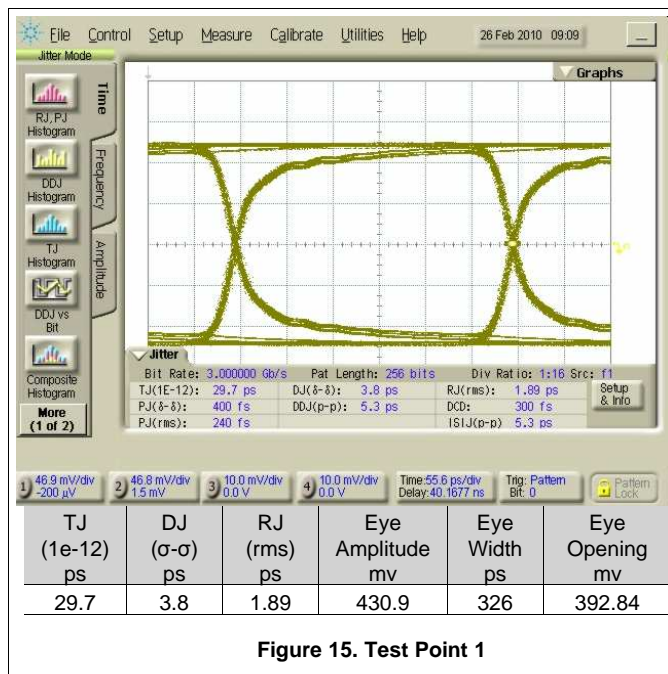 File Control Setup Measure Calibrate Utilities Help 26 Feb 2010 09:09
Jitter Mode
Graphs
RJ, PJ
Histogram
DDJ
Histogram
TJ
Histogram
DDJ vs
Bit
Composite
Histogram
More
(1 of 2)
Time
Frequency
Amplitude
Jitter
Bit Rate: 3.000000 Gb/s Pat Length: 256 bits Div Ratio: 1:16 Src: f1
TJ(1E-12): 29.7 ps DJ(δ-δ): 3.8 ps RJ(rms): 1.89 ps
PJ(δ-δ): 400 fs DDJ(p-p): 5.3 ps DCD: 300 fs
PJ(rms): 240 fs ISIJ(p-p) 5.3 ps
Setup
& Info
1) 46.9 mV/div
-200 µV
2) 46.8 mV/div
1.5 mV
3) 10.0 mV/div
0.0 V
4) 10.0 mV/div
0.0 V
Time:55.6 ps/div
Delay:40.1677 ns
Trig: Pattern
Bit: 0
Pattern
Lock
TJ DJ RJ Eye Eye Eye
(1e-12) (σ-σ) (rms) Amplitude Width Opening
ps ps ps mv ps mv
29.7 3.8 1.89 430.9 326 392.84
Figure 15. Test Point 1